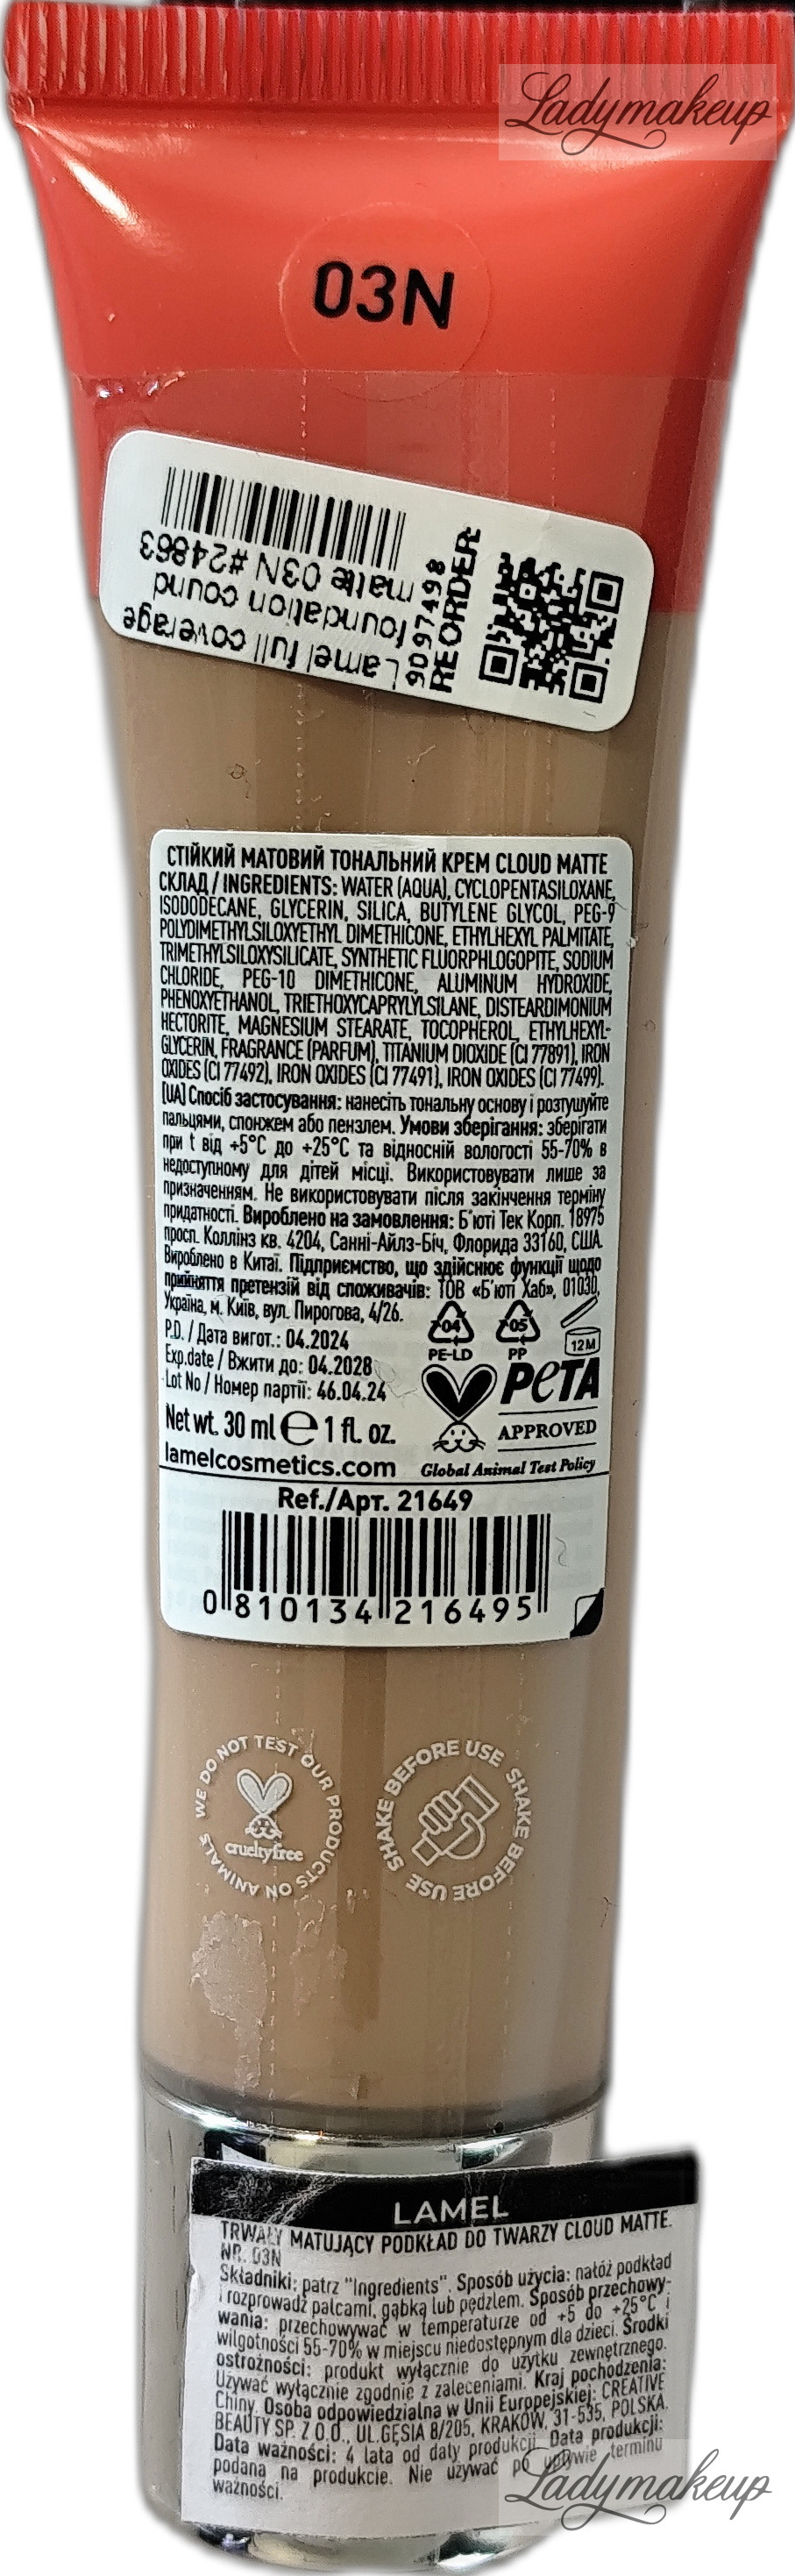 Ladymakeup
03N
Lamel full coverage
foundation cound
matte 03N #24863
9D97498
REORDER:
СТІЙКИЙ МАТОВИЙ ТОНАЛЬНИЙ КРЕМ CLOUD MATTE
СКЛАД / INGREDIENTS: WATER (AQUA), CYCLOPENTASILOXANE,
ISODODECANE, GLYCERIN, SILICA, BUTYLENE GLYCOL, PEG-9
POLYDIMETHYLSILOXYETHYL DIMETHICONE, ETHYLHEXYL PALMITATE,
TRIMETHYLSILOXYSILICATE, SYNTHETIC FLUORPHLOGOPITE, SODIUM
CHLORIDE, PEG-10 DIMETHICONE, ALUMINUM HYDROXIDE,
PHENOXYETHANOL, TRIETHOXYCAPRYLYLSILANE, DISTEARDIMONIUM
HECTORITE, MAGNESIUM STEARATE, TOCOPHEROL, ETHYLHEXYL-
GLYCERIN, FRAGRANCE (PARFUM), TITANIUM DIOXIDE (CI 77891), IRON
OXIDES (CI 77492), IRON OXIDES (CI 77491), IRON OXIDES (CI 77499).
[UA] Спосіб застосування: нанесіть тональну основу і розтушуйте
пальцями, спонжем або пензлем. Умови зберігання: зберігати
при t від +5°C до +25°C та відносній вологості 55-70% в
недоступному для дітей місці. Використовувати лише за
призначенням. Не використовувати після закінчення терміну
придатності. Вироблено на замовлення: Б'юті Тек Корп. 18975
просп. Коллінз кв. 4204, Санні-Айлз-Біч, Флорида 33160, США.
Вироблено в Китаї. Підприємство, що здійснює функції щодо
прийняття претензій від споживачів: ТОВ «Б'юті Хаб», 01030,
Україна, м. Київ, вул. Пирогова, 4/26.
P.D. / Дата вигот.: 04.2024
Exp.date / Вжити до: 04.2028
Lot No / Номер партії: 46.04.24
04
PE-LD
05
PP
12M
Net wt. 30 ml e 1 fl. oz.
lamelcosmetics.com
PETA
APPROVED
Global Animal Test Policy
Ref./Арт. 21649
0 810134 216495
WE DO NOT TEST OUR PRODUCTS ON ANIMALS
crueltyfree
SHAKE BEFORE USE SHAKE BEFORE USE
LAMEL
TRWAŁY MATUJĄCY PODKŁAD DO TWARZY CLOUD MATTE.
NR. 03N
Składniki: patrz "Ingredients". Sposób użycia: nałóż podkład
i rozprowadź palcami, gąbką lub pędzlem. Sposób przechowy-
wania: przechowywać w temperaturze od +5 do +25°C i
wilgotności 55-70% w miejscu niedostępnym dla dzieci. Środki
ostrożności: produkt wyłącznie do użytku zewnętrznego.
Używać wyłącznie zgodnie z zaleceniami. Kraj pochodzenia:
Chiny. Osoba odpowiedzialna w Unii Europejskiej: CREATIVE
BEAUTY SP. Z O.O., UL.GĘSIA 8/205, KRAKÓW, 31-535, POLSKA.
Data ważności: 4 lata od daty produkcji. Data produkcji:
podana na produkcie. Nie używać po upływie terminu
ważności.
Ladymakeup